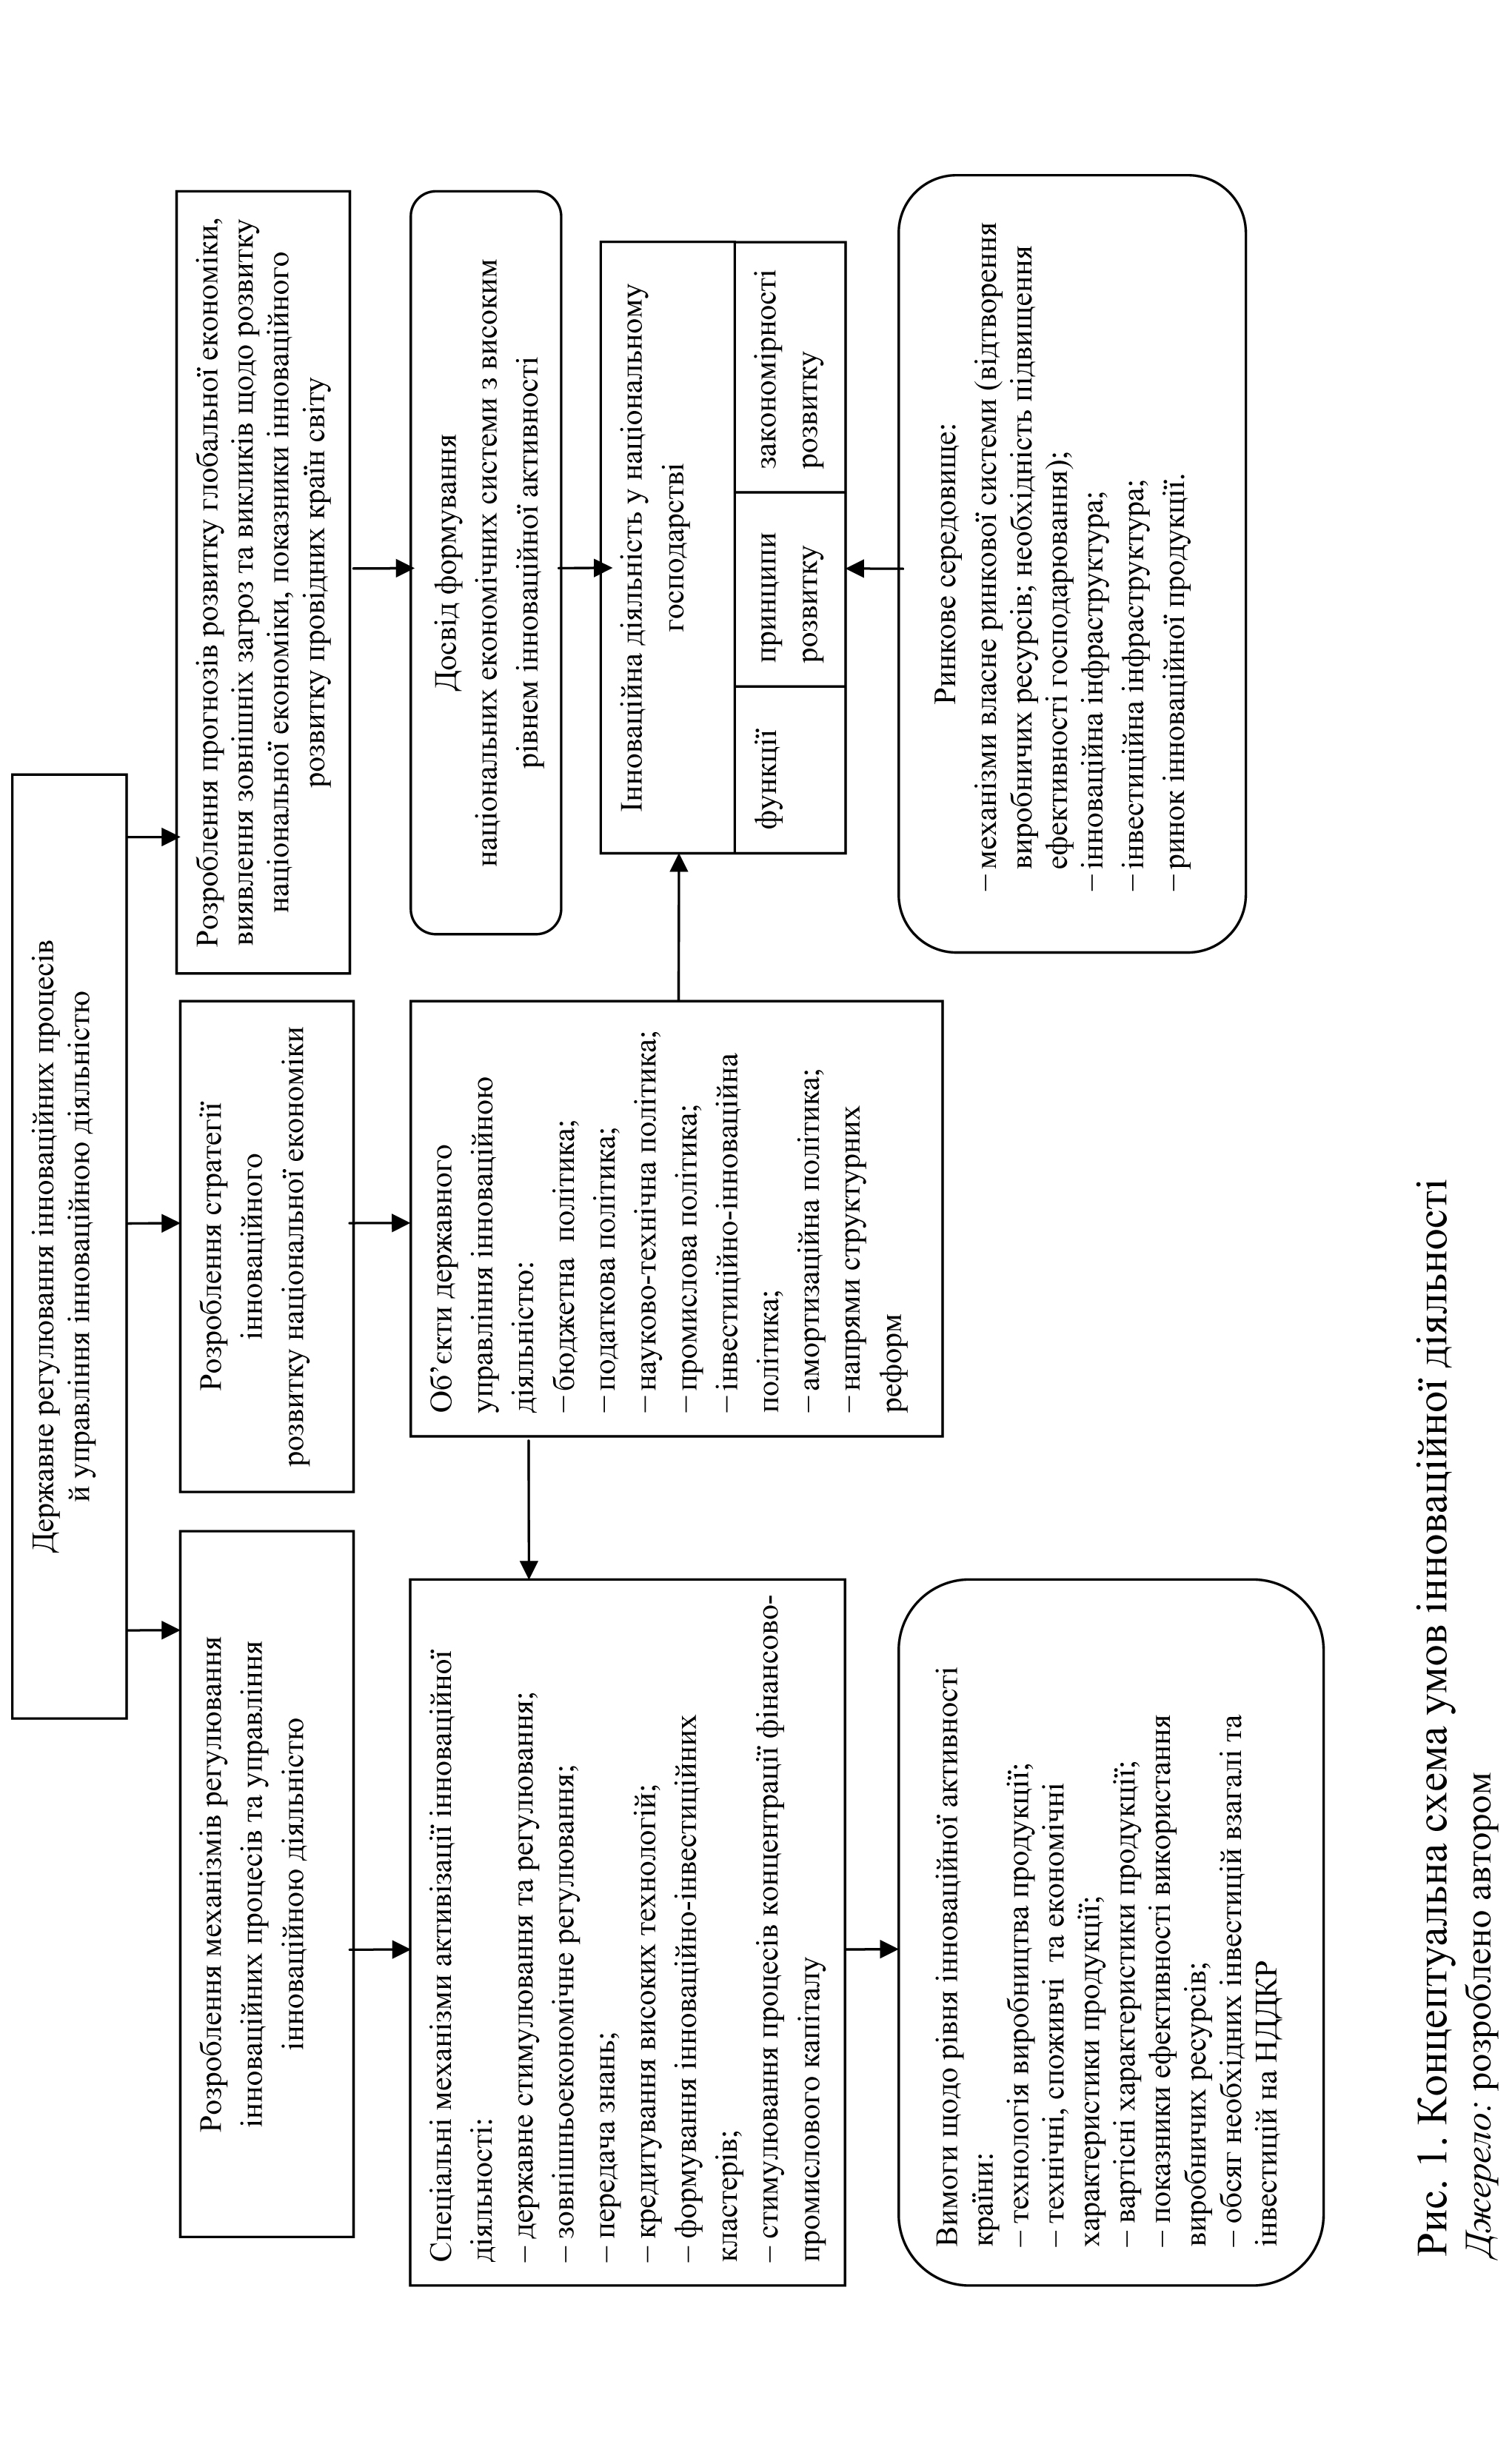 Державне регулювання інноваційних процесів
й управління інноваційною діяльністю
Розроблення механізмів регулювання
інноваційних процесів та управління
інноваційною діяльністю
Розроблення стратегії
інноваційного
розвитку національної економіки
Розроблення прогнозів розвитку глобальної економіки,
виявлення зовнішніх загроз та викликів щодо розвитку
національної економіки, показники інноваційного
розвитку провідних країн світу
Спеціальні механізми активізації інноваційної
діяльності:
– державне стимулювання та регулювання;
– зовнішньоекономічне регулювання;
– передача знань;
– кредитування високих технологій;
– формування інноваційно-інвестиційних
кластерів;
– стимулювання процесів концентрації фінансово-
промислового капіталу
Об’єкти державного
управління інноваційною
діяльністю:
– бюджетна політика;
– податкова політика;
– науково-технічна політика;
– промислова політика;
– інвестиційно-інноваційна
політика;
– амортизаційна політика;
– напрями структурних
реформ
Досвід формування
національних економічних системи з високим
рівнем інноваційної активності
Інноваційна діяльність у національному
господарстві
функції
принципи
розвитку
закономірності
розвитку
Вимоги щодо рівня інноваційної активності
країни:
– технологія виробництва продукції;
– технічні, споживчі та економічні
характеристики продукції;
– вартісні характеристики продукції;
– показники ефективності використання
виробничих ресурсів;
– обсяг необхідних інвестицій взагалі та
інвестицій на НДДКР
Ринкове середовище:
– механізми власне ринкової системи (відтворення
виробничих ресурсів; необхідність підвищення
ефективності господарювання);
– інноваційна інфраструктура;
– інвестиційна інфраструктура;
– ринок інноваційної продукції.
Рис. 1. Концептуальна схема умов інноваційної діяльності
Джерело: розроблено автором